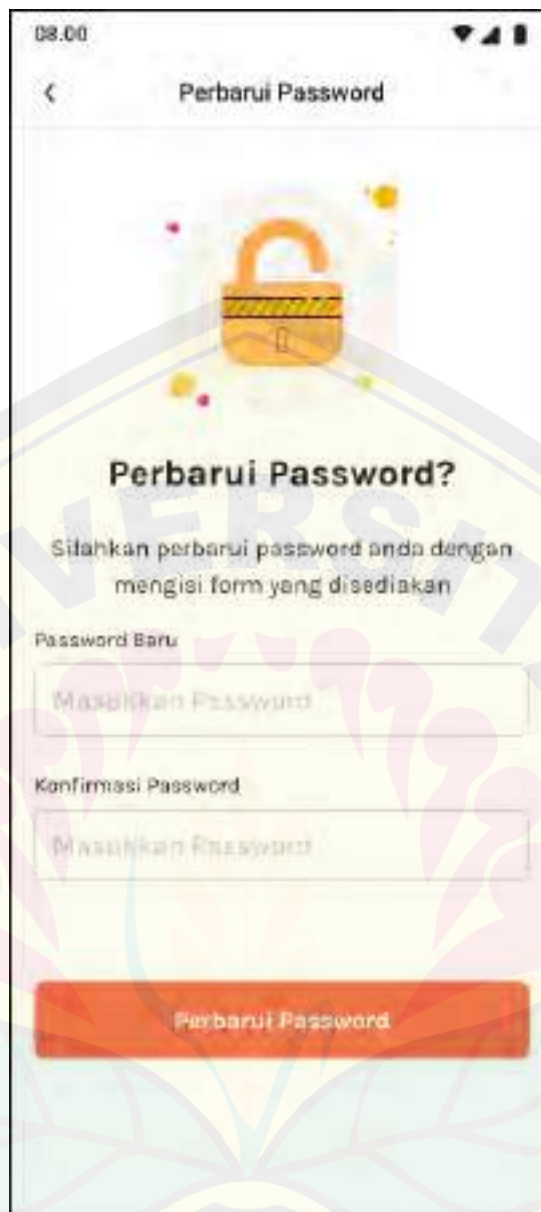 08.00
Perbarui Password
Perbarui Password?
Silahkan perbarui password anda dengan
mengisi form yang disediakan
Password Baru
Masukkan Password
Konfirmasi Password
Masukkan Password
Perbarui Password